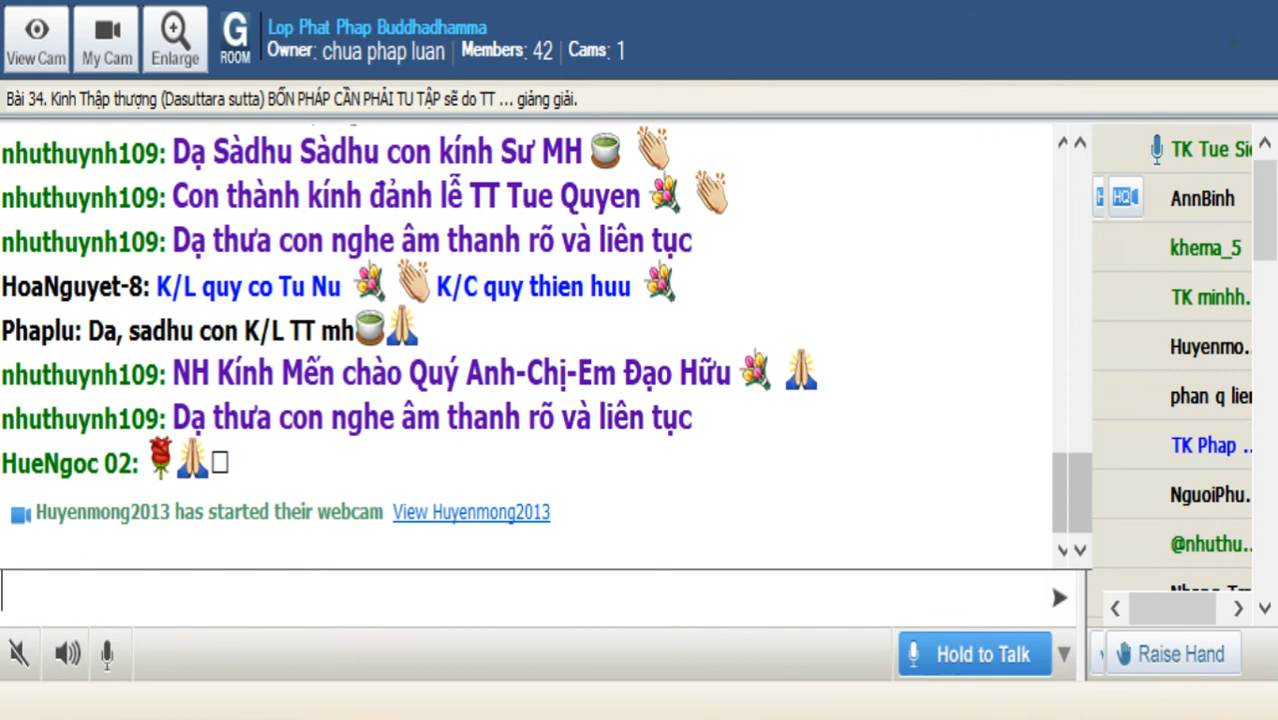 Lop Phat Phap Buddhadhamma
Owner: chua phap luan | Members: 42 | Cams: 1
View Cam
My Cam
Enlarge
G ROOM
Bài 34. Kinh Thập thượng (Dasuttara sutta) BỐN PHÁP CẦN PHẢI TU TẬP sẽ do TT ... giảng giải.
nhuthuynh109: Dạ Sàdhu Sàdhu con kính Sư MH
nhuthuynh109: Con thành kính đảnh lễ TT Tue Quyen
nhuthuynh109: Dạ thưa con nghe âm thanh rõ và liên tục
HoaNguyet-8: K/L quy co Tu Nu K/C quy thien huu
Phaplu: Da, sadhu con K/L TT mh
nhuthuynh109: NH Kính Mến chào Quý Anh-Chị-Em Đạo Hữu
nhuthuynh109: Dạ thưa con nghe âm thanh rõ và liên tục
HueNgoc 02:
Huyenmong2013 has started their webcam View Huyenmong2013
TK Tue Si
HQ AnnBinh
khema_5
TK minhh.
Huyenmo..
phan q lien
TK Phap ..
NguoiPhu.
@nhuthu..
Hold to Talk
Raise Hand